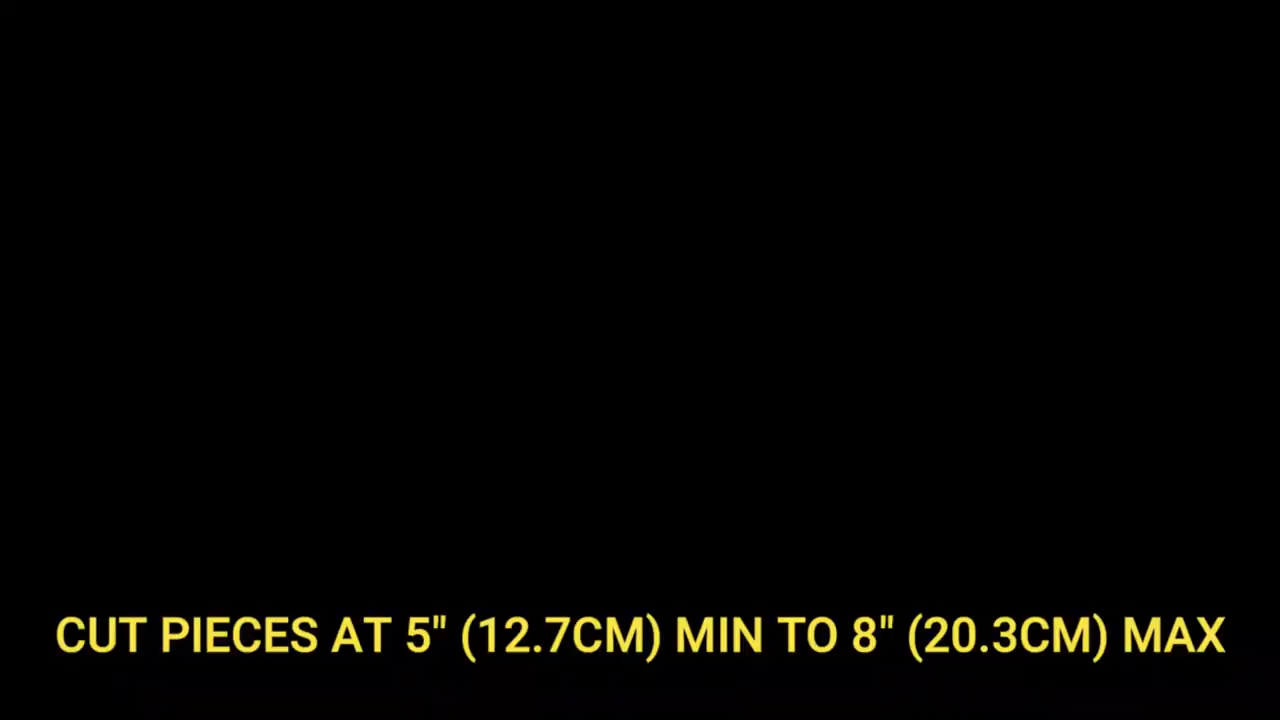 CUT PIECES AT 5" (12.7CM) MIN TO 8" (20.3CM) MAX